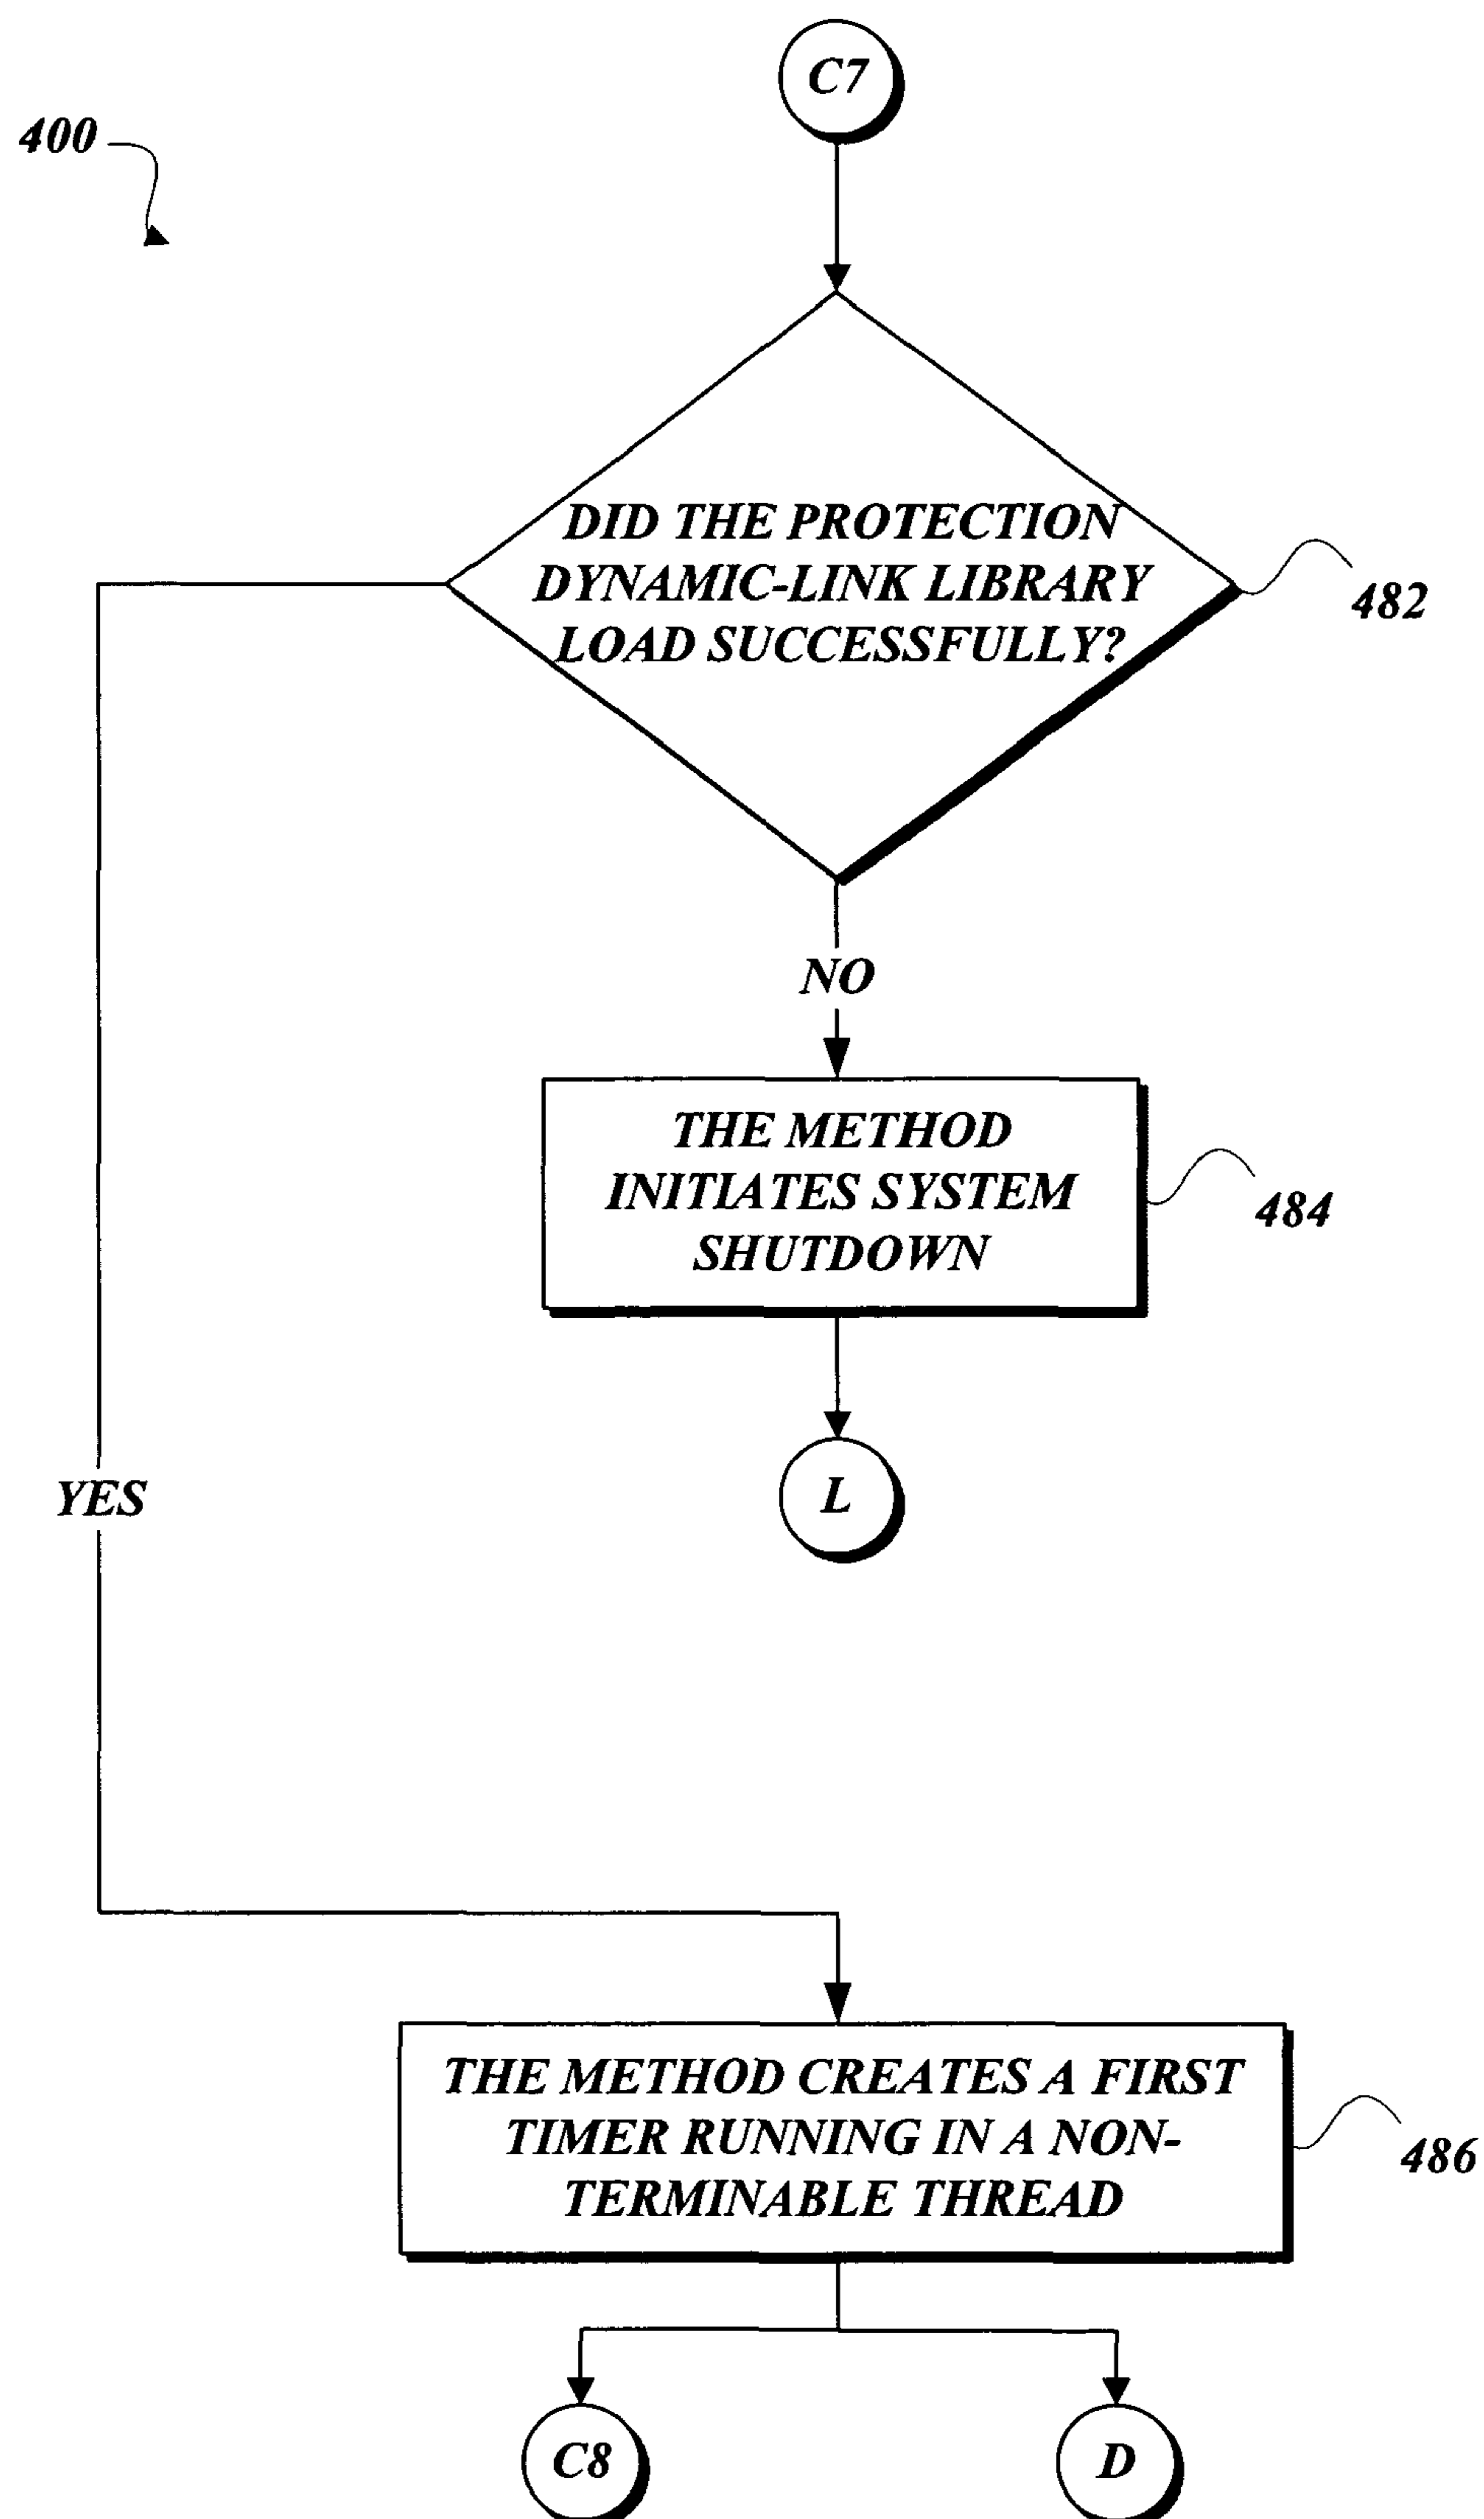 C7
400
DID THE PROTECTION
DYNAMIC-LINK LIBRARY
LOAD SUCCESSFULLY?
482
NO
THE METHOD
INITIATES SYSTEM
SHUTDOWN
484
L
YES
THE METHOD CREATES A FIRST
TIMER RUNNING IN A NON-
TERMINABLE THREAD
486
C8
D